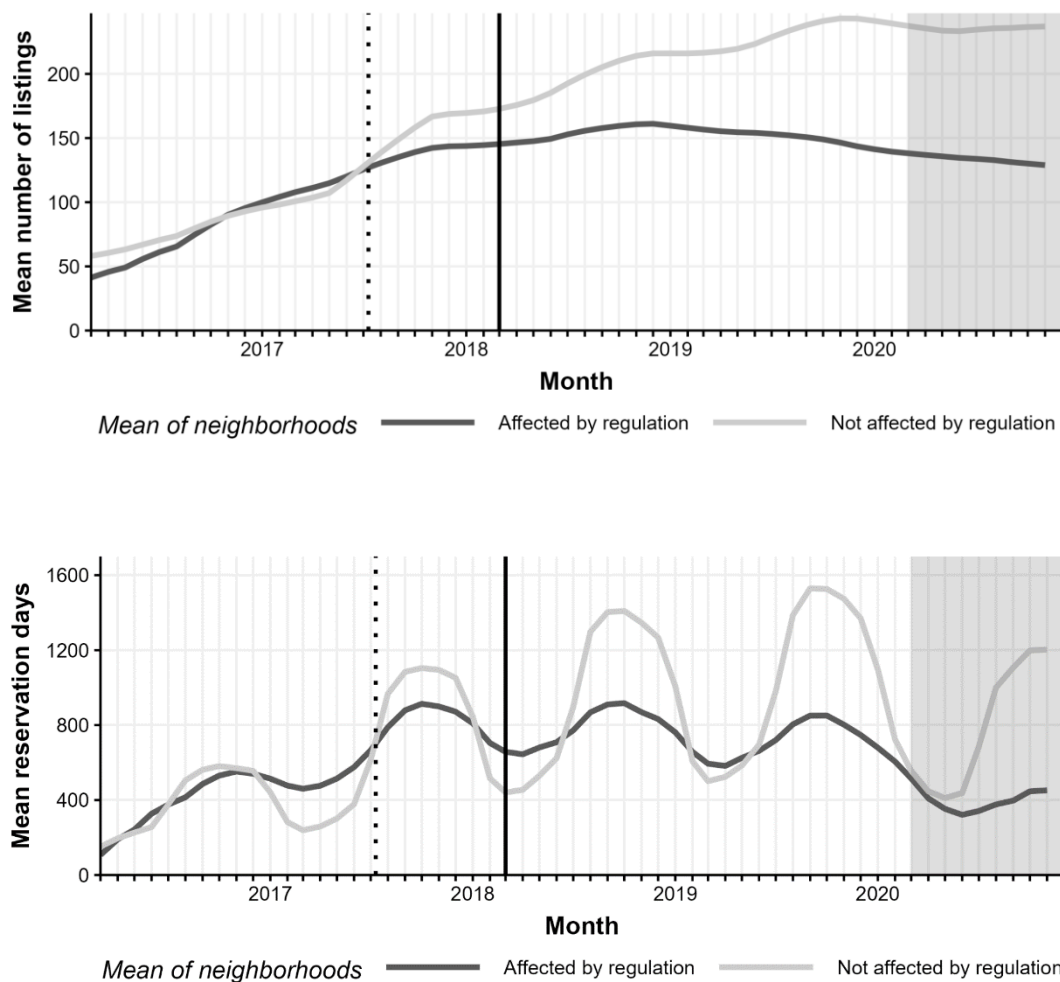 Mean number of listings
200
150
100
50
0
2017 2018 2019 2020
Month
Mean of neighborhoods Affected by regulation Not affected by regulation
Mean reservation days
1600
1200
800
400
0
2017 2018 2019 2020
Month
Mean of neighborhoods Affected by regulation Not affected by regulation